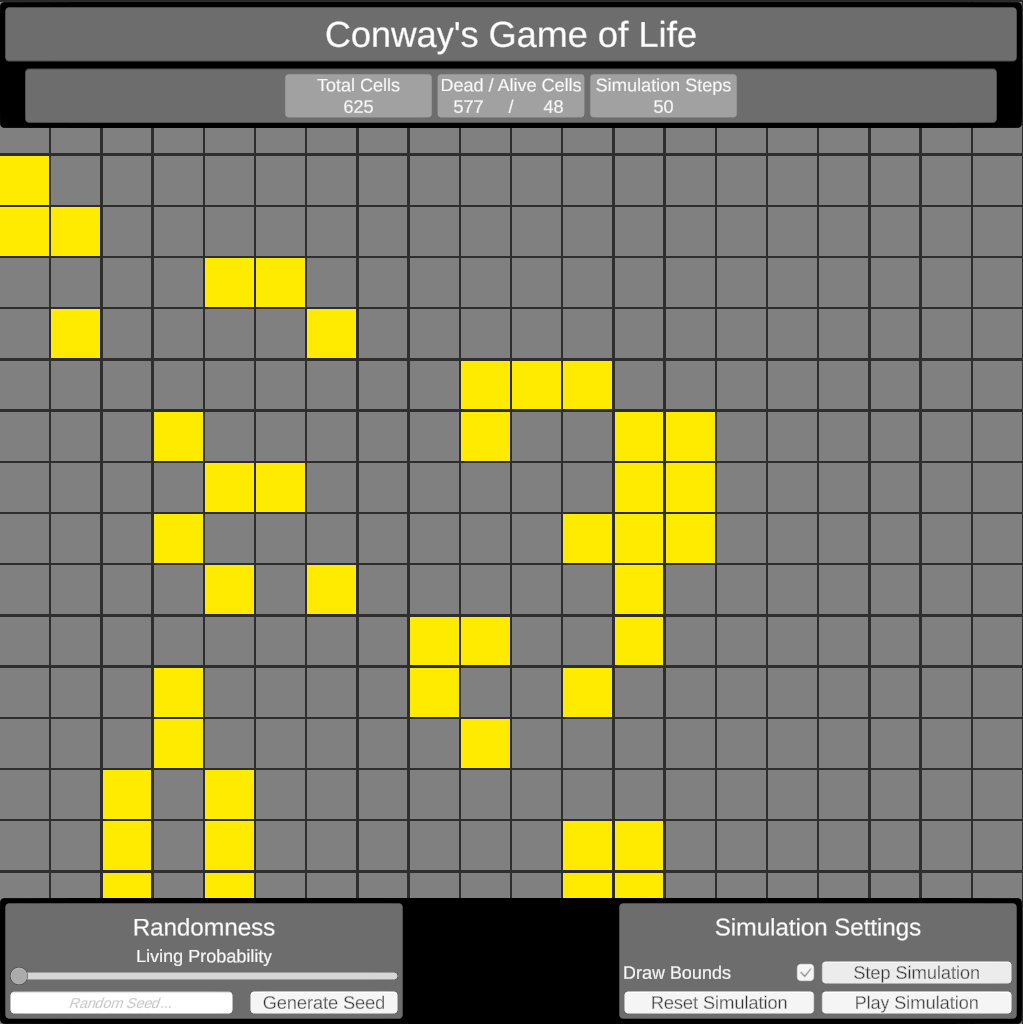 Conway's Game of Life
Total Cells
625
Dead / Alive Cells
577 / 48
Simulation Steps
50
Randomness
Living Probability
Random Seed...
Generate Seed
Simulation Settings
Draw Bounds
Step Simulation
Reset Simulation
Play Simulation